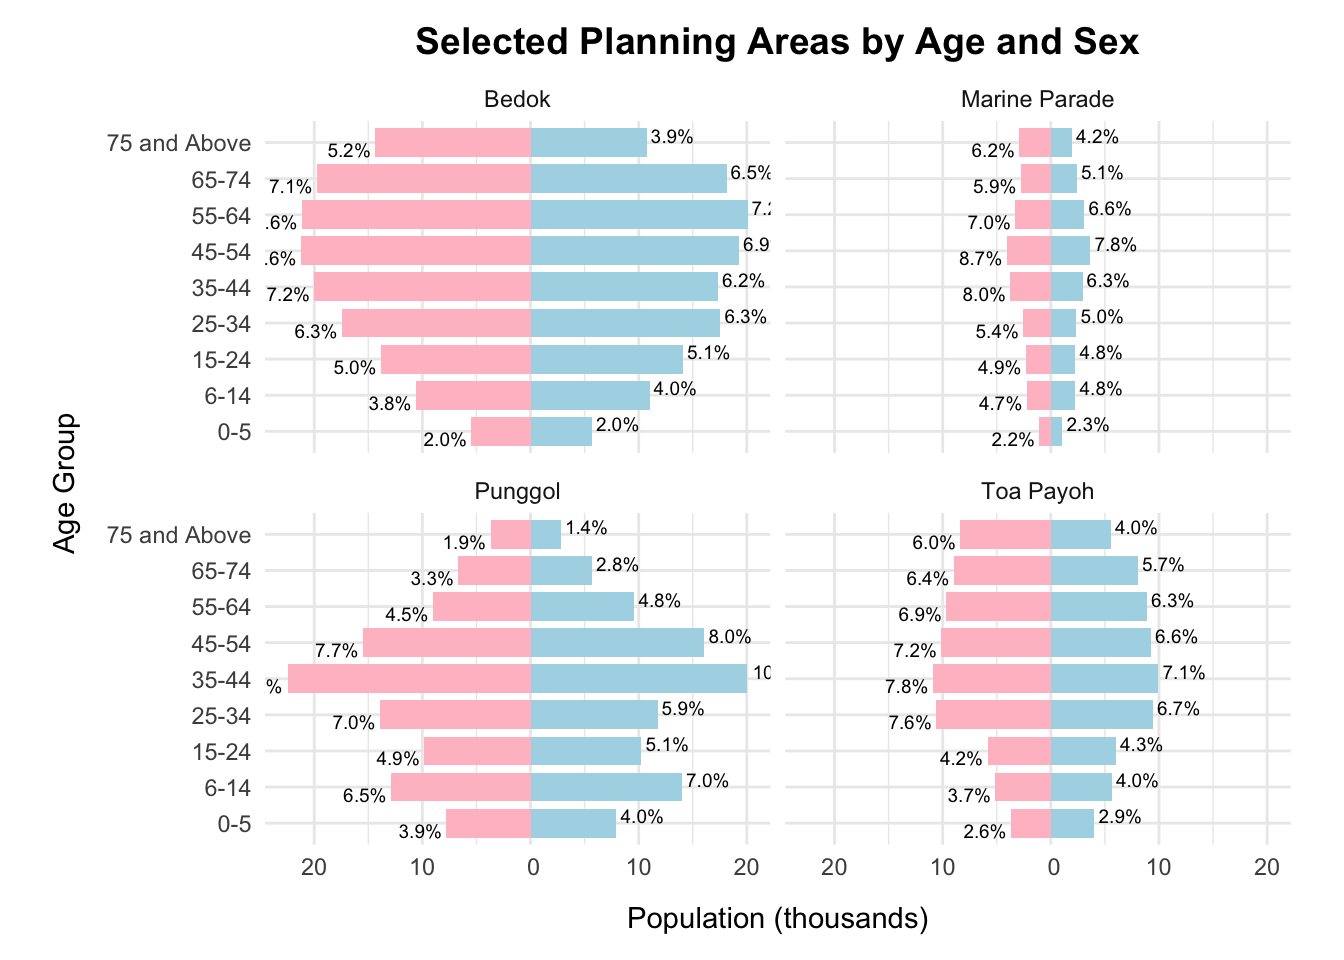 Selected Planning Areas by Age and Sex
Bedok
75 and Above 5.2% 3.9%
65-74 7.1% 6.5%
55-64 .6% 7.2
45-54 .6% 6.9
35-44 7.2% 6.2%
25-34 6.3% 6.3%
15-24 5.0% 5.1%
6-14 3.8% 4.0%
0-5 2.0% 2.0%
Marine Parade
6.2% 4.2%
5.9% 5.1%
7.0% 6.6%
8.7% 7.8%
8.0% 6.3%
5.4% 5.0%
4.9% 4.8%
4.7% 4.8%
2.2% 2.3%
Age Group
Punggol
75 and Above 1.9% 1.4%
65-74 3.3% 2.8%
55-64 4.5% 4.8%
45-54 7.7% 8.0%
35-44 % 10
25-34 7.0% 5.9%
15-24 4.9% 5.1%
6-14 6.5% 7.0%
0-5 3.9% 4.0%
20 10 0 10 20
Toa Payoh
6.0% 4.0%
6.4% 5.7%
6.9% 6.3%
7.2% 6.6%
7.8% 7.1%
7.6% 6.7%
4.2% 4.3%
3.7% 4.0%
2.6% 2.9%
20 10 0 10 20
Population (thousands)